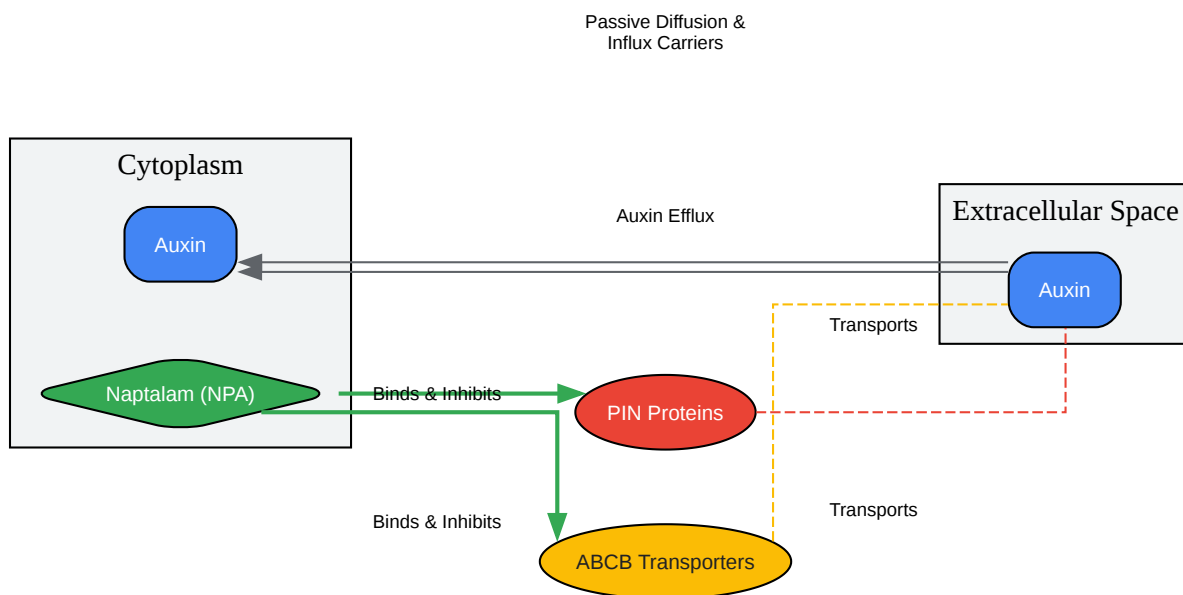 Passive Diffusion &
Influx Carriers
Cytoplasm
Auxin
Auxin Efflux
Extracellular Space
Auxin
Transports
Naptalam (NPA)
Binds & Inhibits
PIN Proteins
Binds & Inhibits
Transports
ABCB Transporters